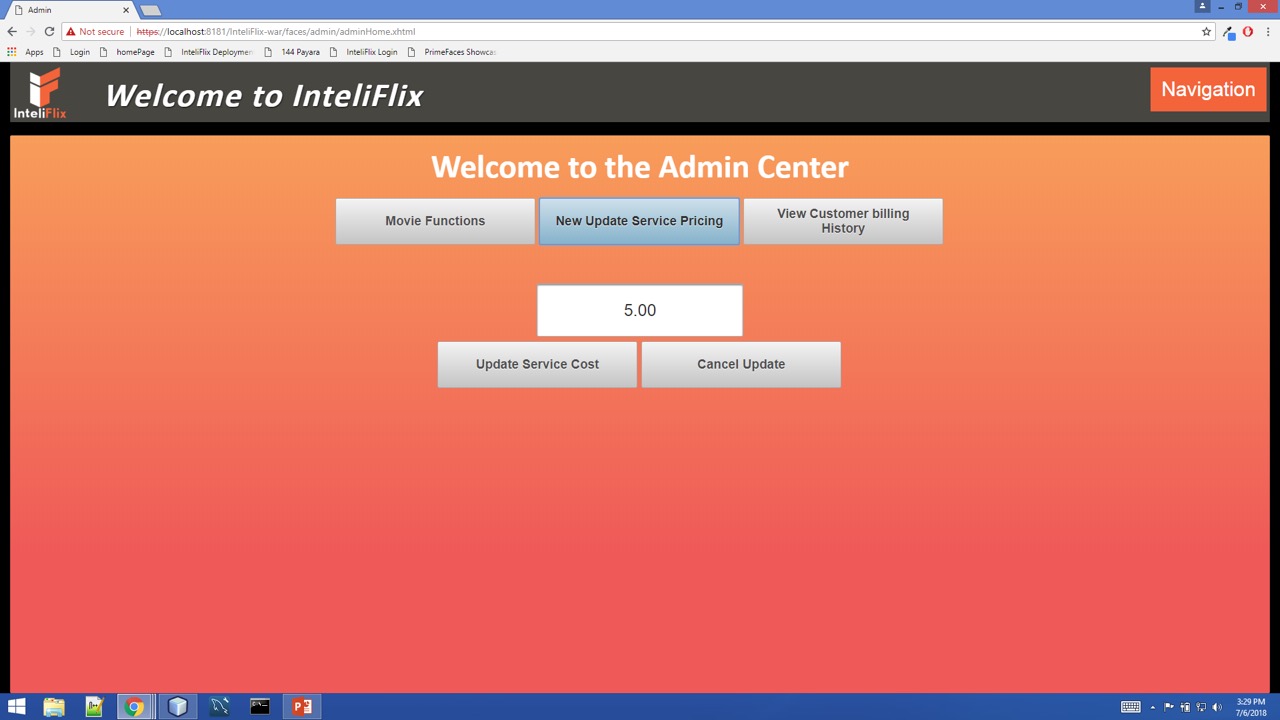 Admin
Not secure
https://localhost:8181/InteliFlix-war/faces/admin/adminHome.xhtml
Apps
Login
homePage
InteliFlix Deploymen
144 Payara
InteliFlix Login
PrimeFaces Showcas
InteliFlix
Welcome to InteliFlix
Navigation
Welcome to the Admin Center
Movie Functions
New Update Service Pricing
View Customer billing
History
5.00
Update Service Cost
Cancel Update
3:29 PM
7/6/2018